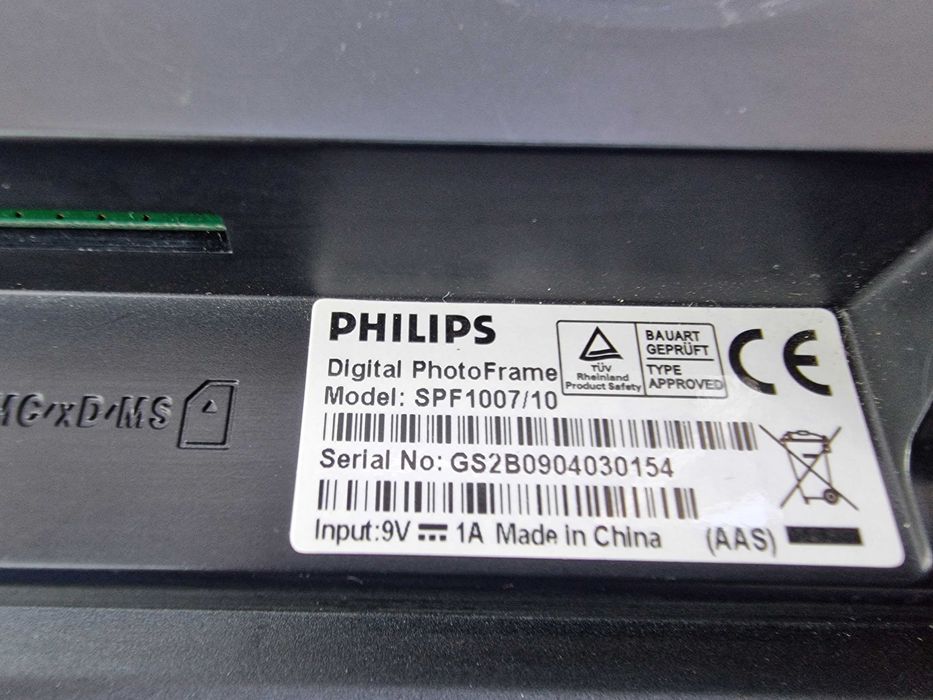 PHILIPS
Digital PhotoFrame
Model: SPF1007/10
TÜV
Rheinland
Product Safety
BAUART
GEPRÜFT
TYPE
APPROVED
CE
Serial No: GS2B0904030154
Input:9V ⎓ 1A Made in China (AAS)
MC/xD/MS